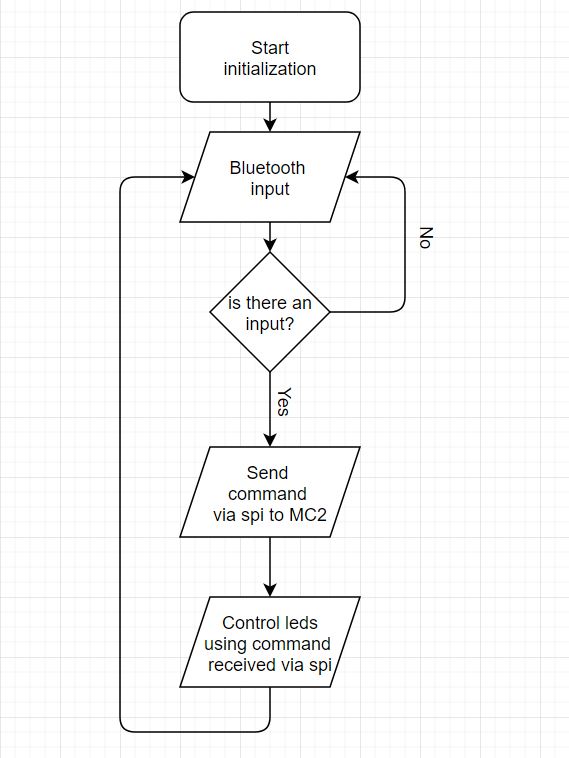 Start
initialization
Bluetooth
input
No
is there an
input?
Yes
Send
command
via spi to MC2
Control leds
using command
received via spi